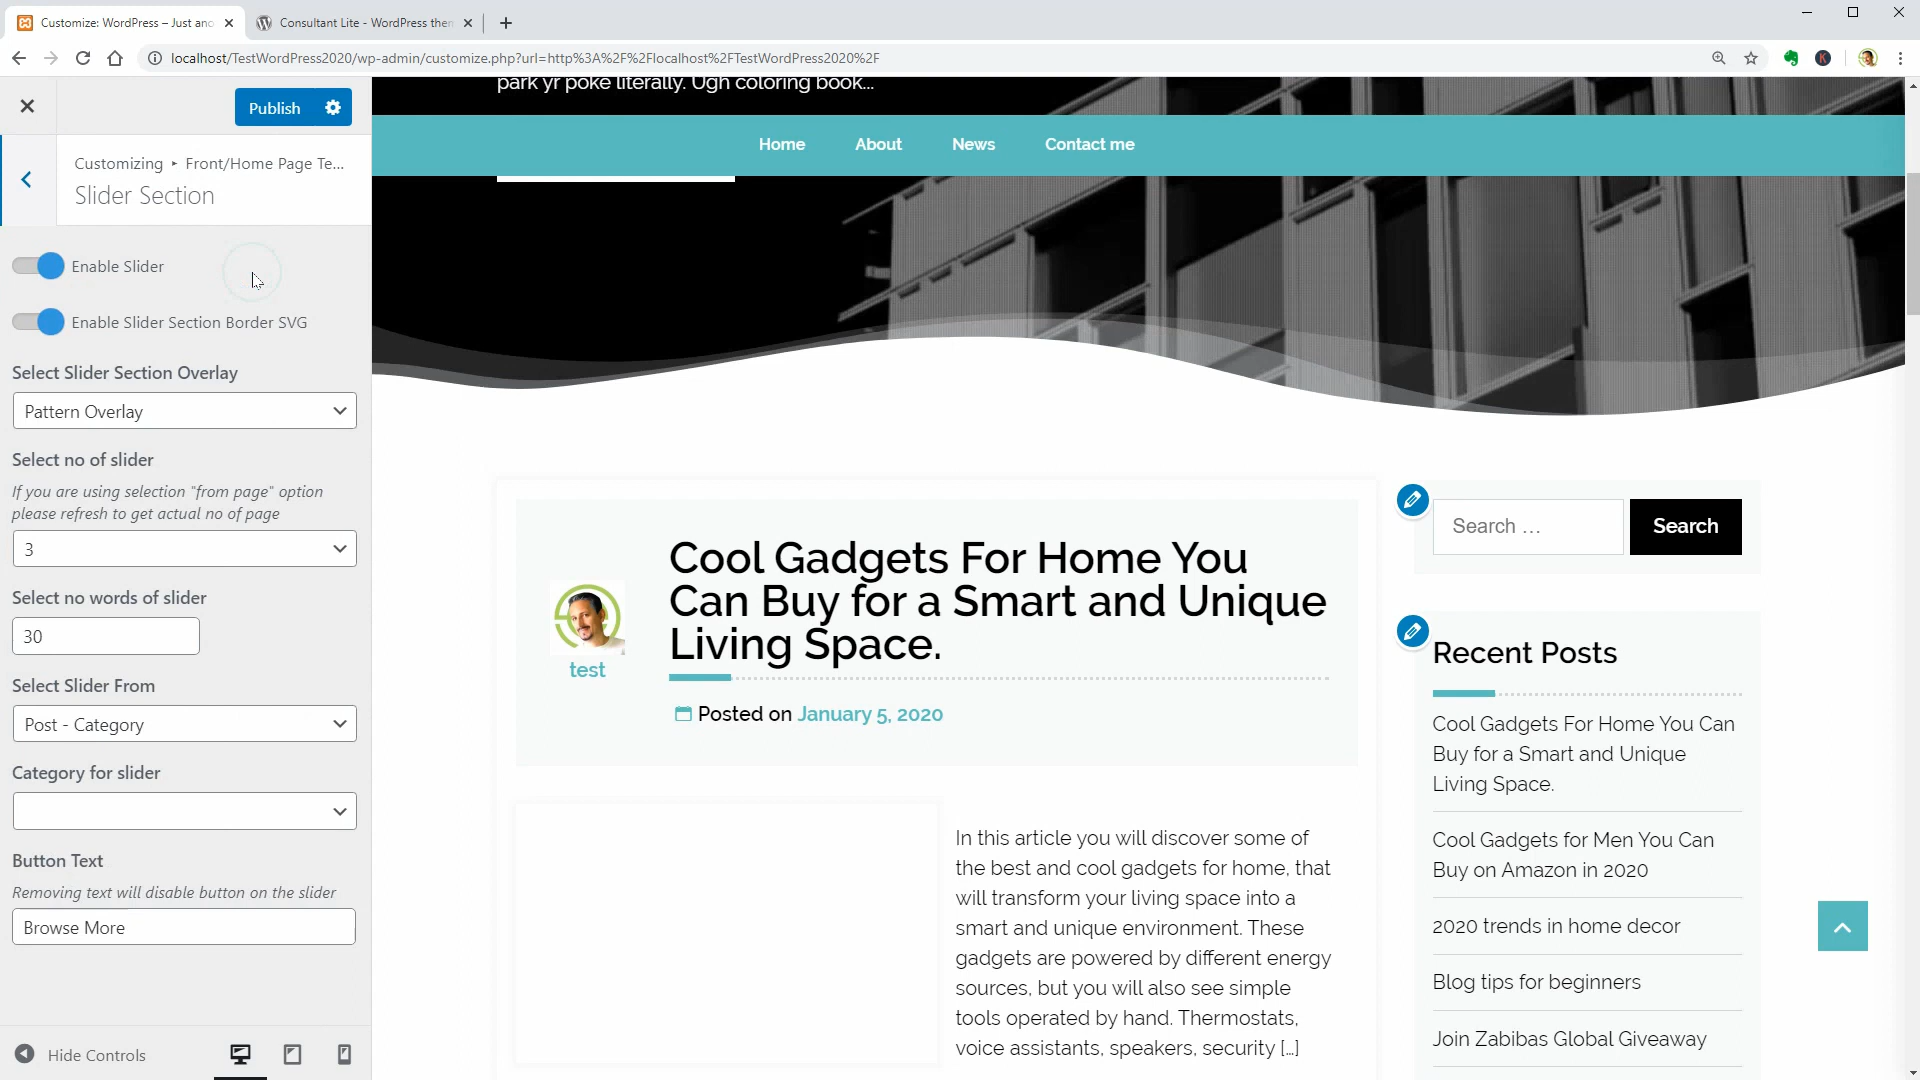 Customize: WordPress – Just ano
Consultant Lite - WordPress them
localhost/TestWordPress2020/wp-admin/customize.php?url=http%3A%2F%2Flocalhost%2FTestWordPress2020%2F
Publish
Customizing ▸ Front/Home Page Te...
Slider Section
Enable Slider
Enable Slider Section Border SVG
Select Slider Section Overlay
Pattern Overlay
Select no of slider
If you are using selection "from page" option
please refresh to get actual no of page
3
Select no words of slider
30
Select Slider From
Post - Category
Category for slider
Button Text
Removing text will disable button on the slider
Browse More
Hide Controls
park yr poke literally. Ugh coloring book...
Home
About
News
Contact me
test
Cool Gadgets For Home You
Can Buy for a Smart and Unique
Living Space.
Posted on January 5, 2020
In this article you will discover some of
the best and cool gadgets for home, that
will transform your living space into a
smart and unique environment. These
gadgets are powered by different energy
sources, but you will also see simple
tools operated by hand. Thermostats,
voice assistants, speakers, security [...]
Search ...
Search
Recent Posts
Cool Gadgets For Home You Can
Buy for a Smart and Unique
Living Space.
Cool Gadgets for Men You Can
Buy on Amazon in 2020
2020 trends in home decor
Blog tips for beginners
Join Zabibas Global Giveaway